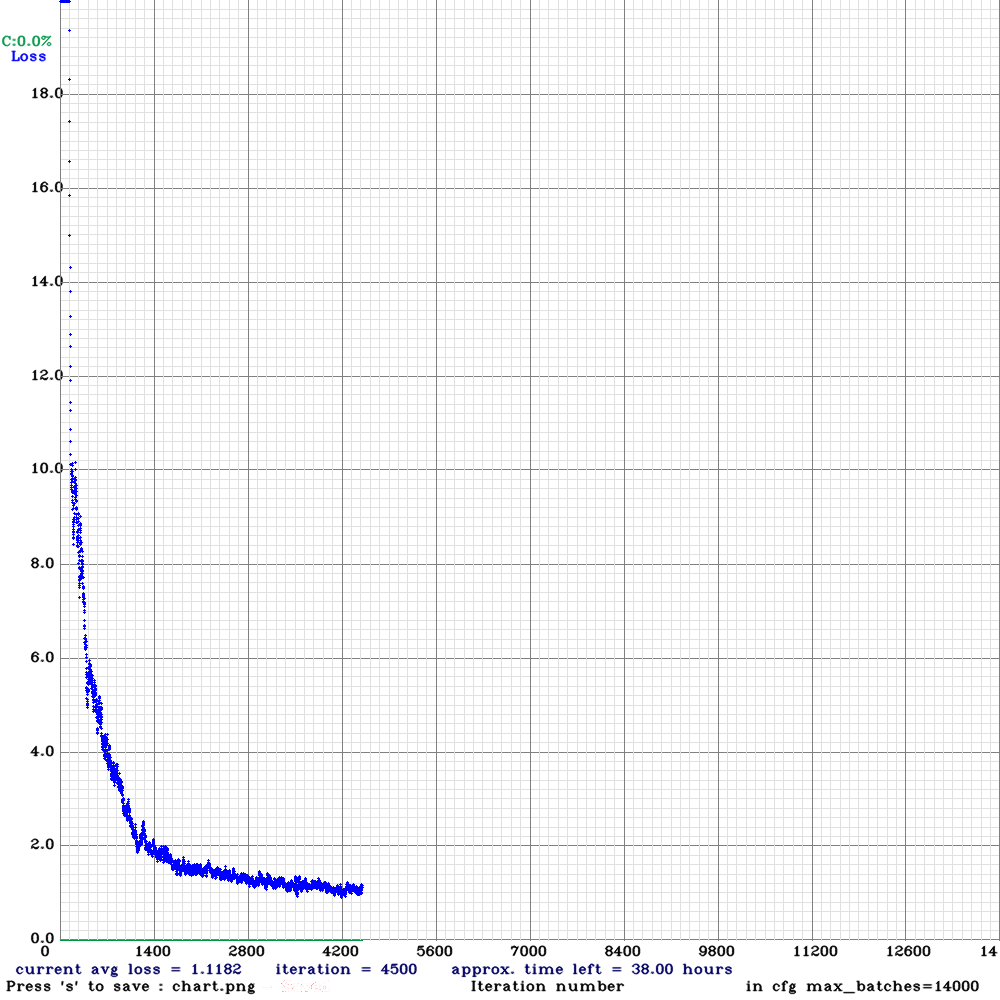 C:0.0%
Loss
18.0
16.0
14.0
12.0
10.0
8.0
6.0
4.0
2.0
0.0
0 1400 2800 4200 5600 7000 8400 9800 11200 12600 14
current avg loss = 1.1182 iteration = 4500 approx. time left = 38.00 hours
Press 's' to save : chart.png Iteration number in cfg max_batches=14000